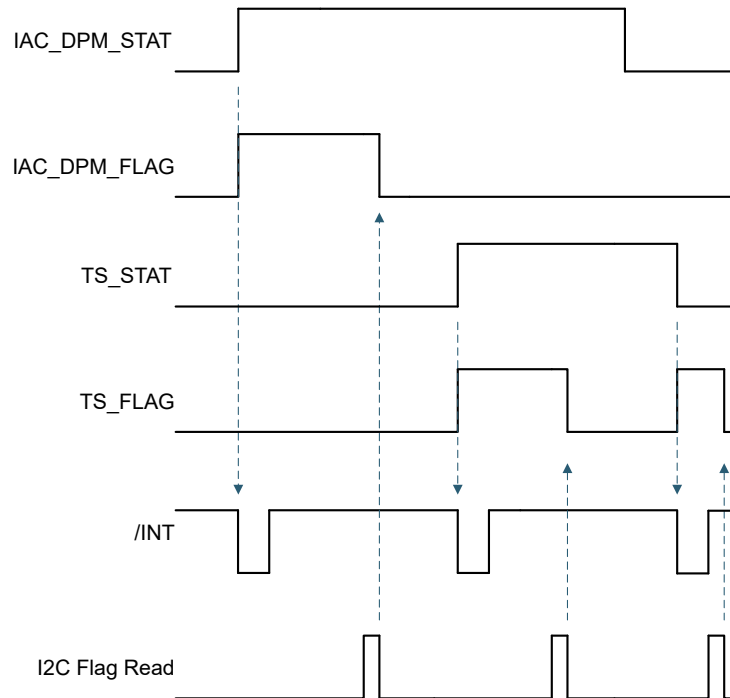 IAC_DPM_STAT
IAC_DPM_FLAG
TS_STAT
TS_FLAG
/INT
I2C Flag Read